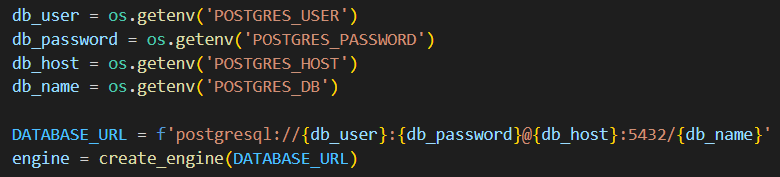 db_user = os.getenv('POSTGRES_USER')
db_password = os.getenv('POSTGRES_PASSWORD')
db_host = os.getenv('POSTGRES_HOST')
db_name = os.getenv('POSTGRES_DB')
DATABASE_URL = f'postgresql://{db_user}:{db_password}@{db_host}:5432/{db_name}'
engine = create_engine(DATABASE_URL)